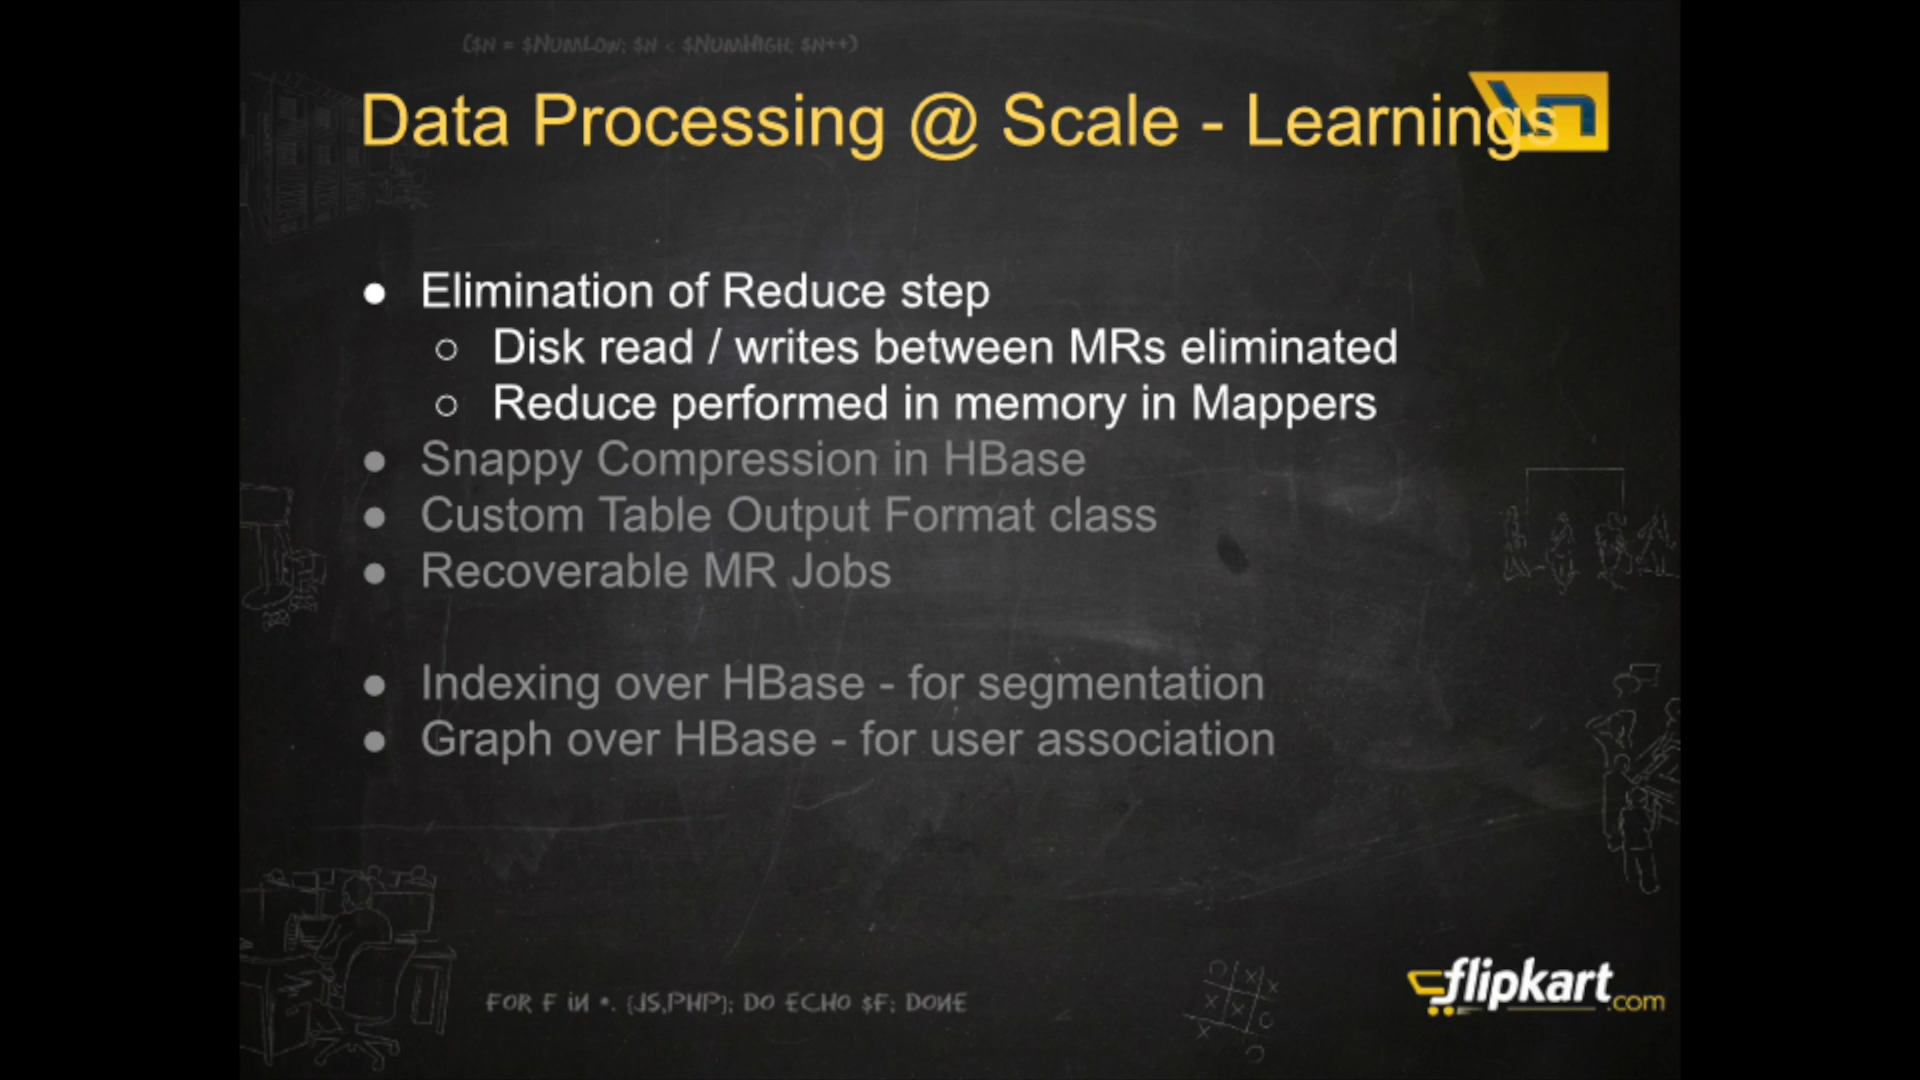 ($N = $NUMLOW; $N < $NUMHIGH; $N++)
Data Processing @ Scale - Learnings
● Elimination of Reduce step
○ Disk read / writes between MRs eliminated
○ Reduce performed in memory in Mappers
● Snappy Compression in HBase
● Custom Table Output Format class
● Recoverable MR Jobs
● Indexing over HBase - for segmentation
● Graph over HBase - for user association
FOR F IN *. {JS,PHP}; DO ECHO $F; DONE
flipkart.com